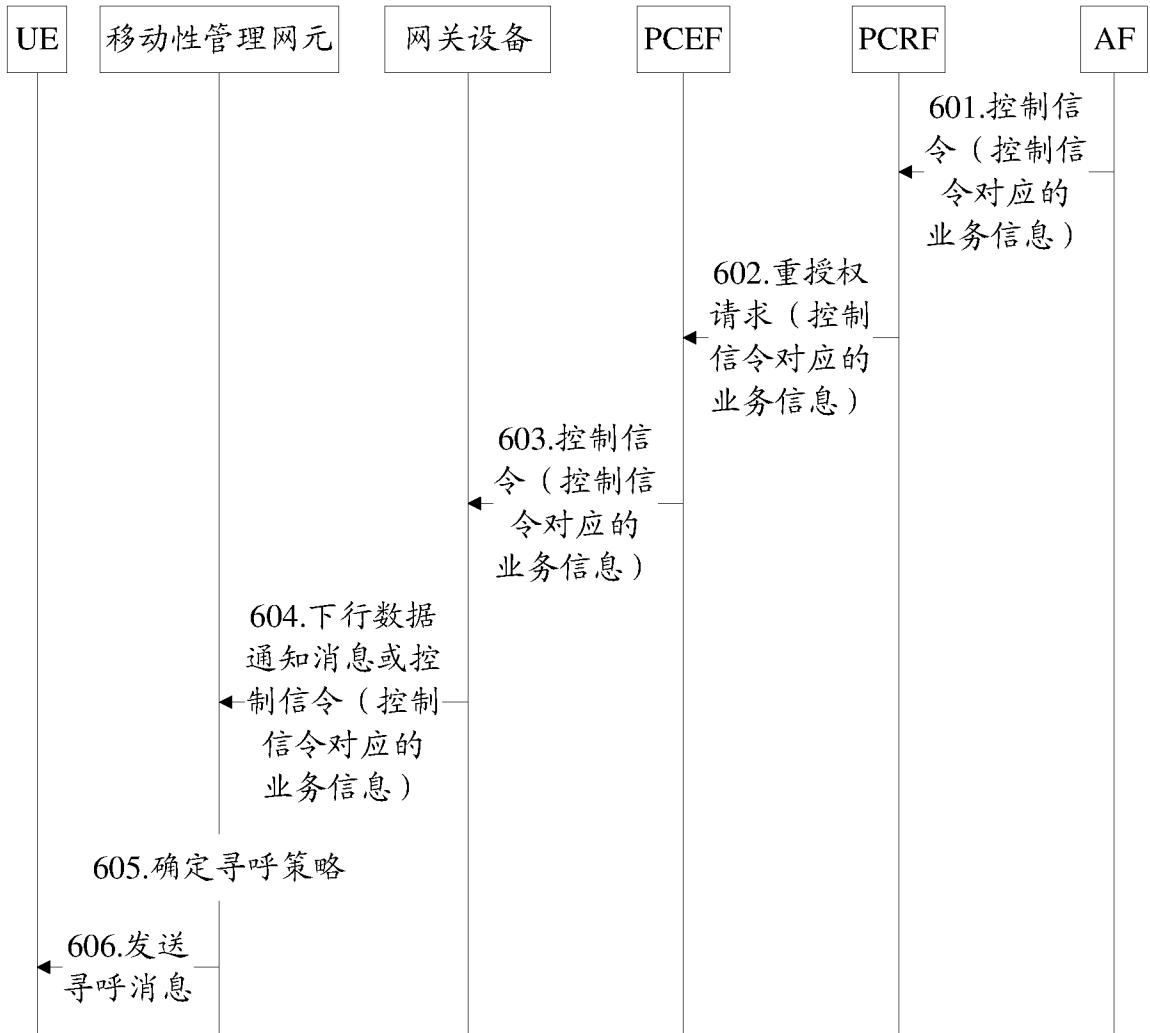 UE
移动性管理网元
网关设备
PCEF
PCRF
AF
601.控制信
令（控制信
令对应的
业务信息）
602.重授权
请求（控制
信令对应的
业务信息）
603.控制信
令（控制信
令对应的
业务信息）
604.下行数据
通知消息或控
制信令（控制
信令对应的
业务信息）
605.确定寻呼策略
606.发送
寻呼消息